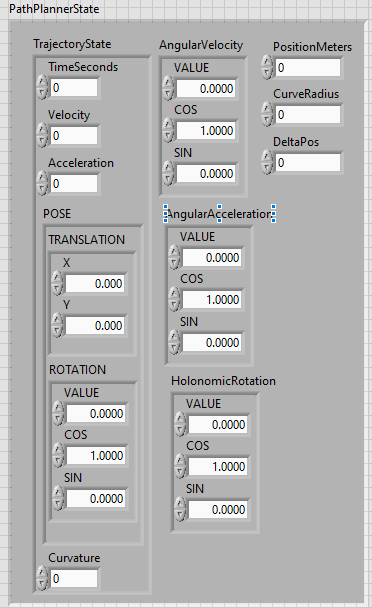 PathPlannerState
TrajectoryState
TimeSeconds
0
Velocity
0
Acceleration
0
POSE
TRANSLATION
X
0.000
Y
0.000
ROTATION
VALUE
0.0000
COS
1.0000
SIN
0.0000
Curvature
0
AngularVelocity
VALUE
0.0000
COS
1.0000
SIN
0.0000
AngularAcceleration
VALUE
0.0000
COS
1.0000
SIN
0.0000
HolonomicRotation
VALUE
0.0000
COS
1.0000
SIN
0.0000
PositionMeters
0
CurveRadius
0
DeltaPos
0